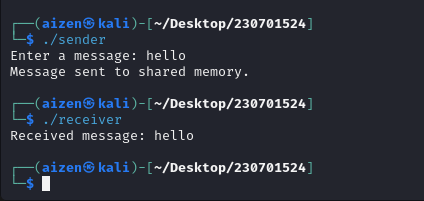 ┌──(aizen㉿kali)-[~/Desktop/230701524]
└─$ ./sender
Enter a message: hello
Message sent to shared memory.
┌──(aizen㉿kali)-[~/Desktop/230701524]
└─$ ./receiver
Received message: hello
┌──(aizen㉿kali)-[~/Desktop/230701524]
└─$